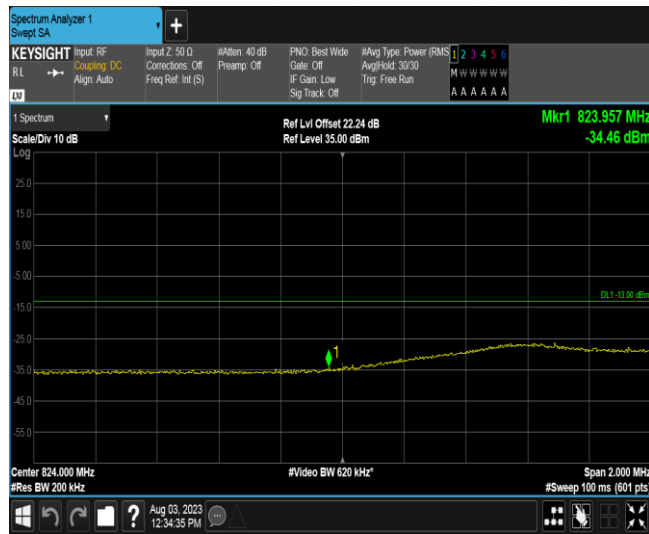 Spectrum Analyzer 1
Swept SA
+
KEYSIGHT
RL
LXI
Input: RF
Coupling: DC
Align: Auto
Input Z: 50 Ω
Corrections: Off
Freq Ref: Int (S)
#Atten: 40 dB
Preamp: Off
PNO: Best Wide
Gate: Off
IF Gain: Low
Sig Track: Off
#Avg Type: Power (RMS
Avg|Hold: 30/30
Trig: Free Run
1 2 3 4 5 6
M W W W W W
A A A A A A
1 Spectrum
Scale/Div 10 dB
Log
Ref Lvl Offset 22.24 dB
Ref Level 35.00 dBm
Mkr1 823.957 MHz
-34.46 dBm
25.0
15.0
5.00
-5.00
DL1 -13.00 dBm
-15.0
-25.0
1
-35.0
-45.0
-55.0
Center 824.000 MHz
#Res BW 200 kHz
#Video BW 620 kHz*
Span 2.000 MHz
#Sweep 100 ms (601 pts
?
Aug 03, 2023
12:34:35 PM